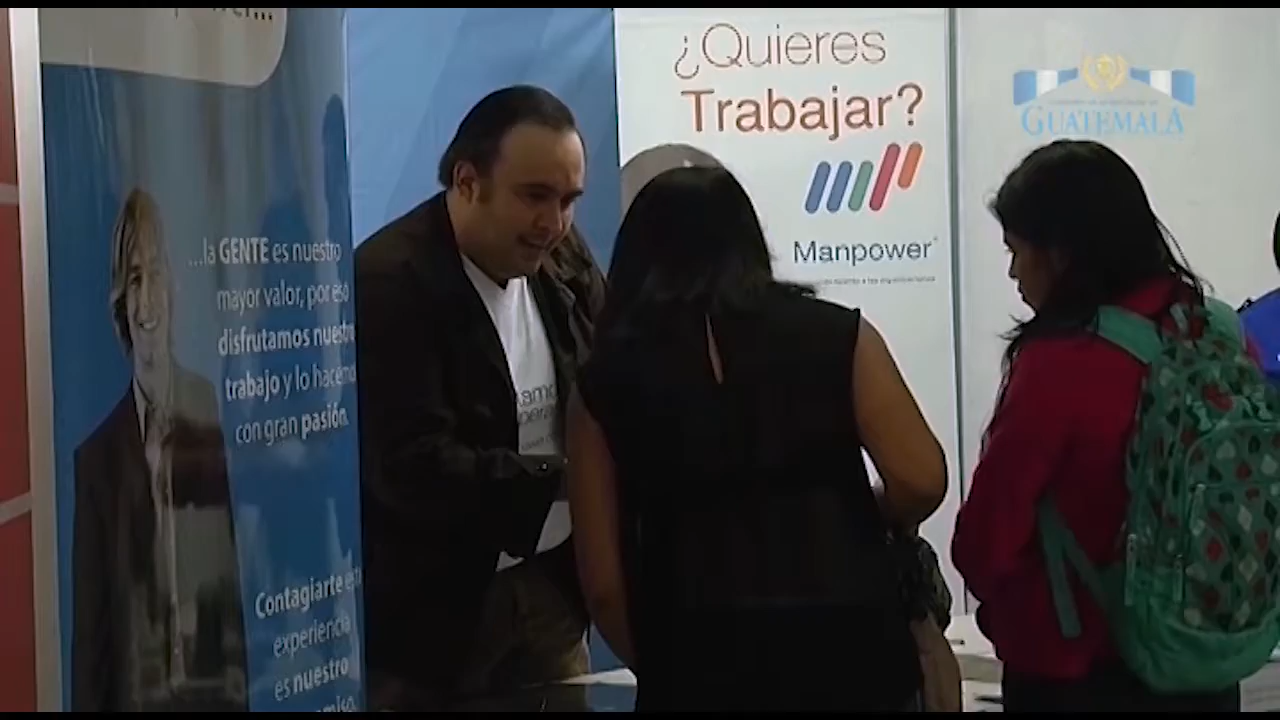 ...la GENTE es nuestro
mayor valor, por eso
disfrutamos nuestro
trabajo y lo hacemo
con gran pasión.
Contagiarte
experiencia
es nuestro
¿Quieres
Trabajar?
Manpower
GUATEMALA